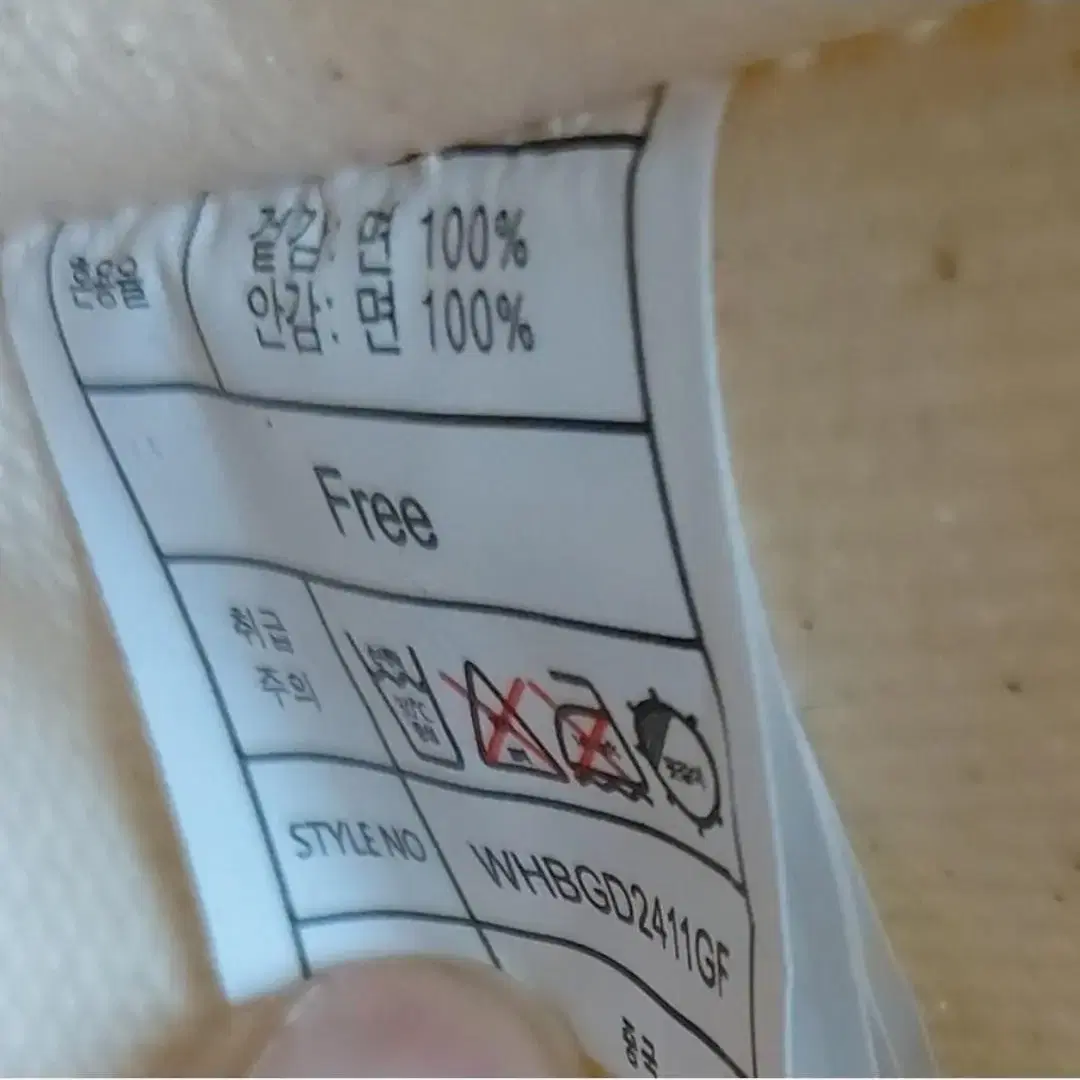 혼용율
겉감: 면 100%
안감: 면 100%
Free
취급
주의
STYLE NO
WHBGD2411GF
중국